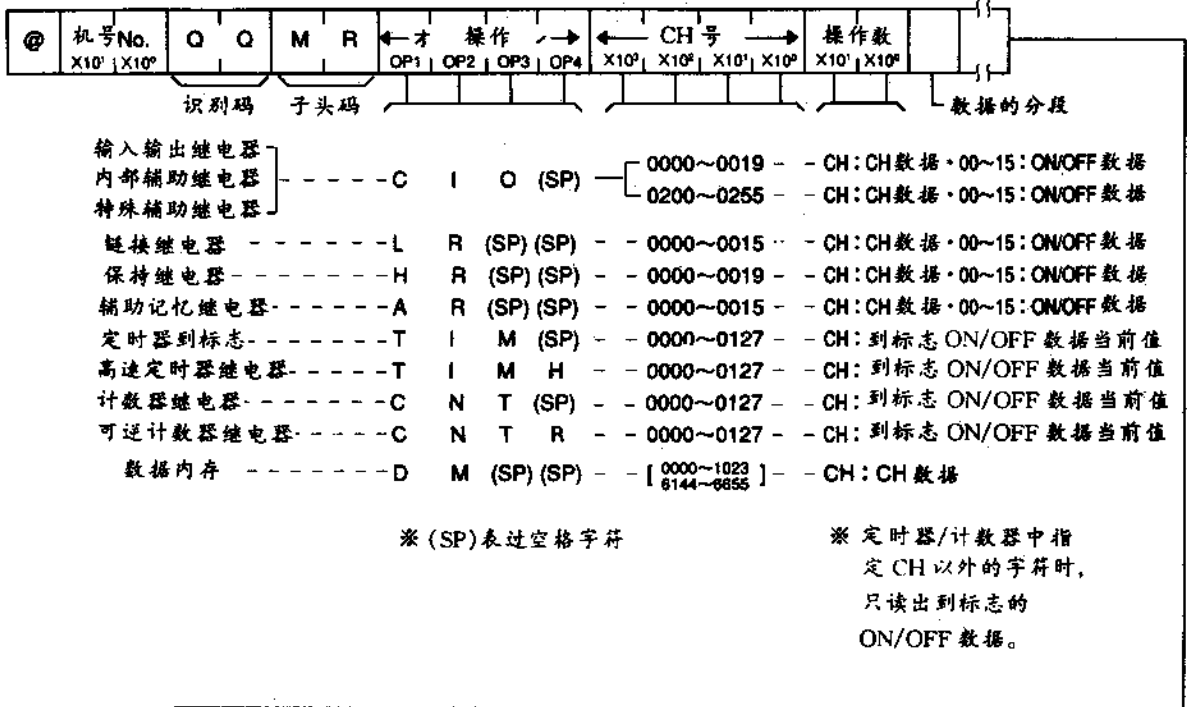 @ 机号No. Q Q M R 操作 CH号 操作数
X10¹ X10⁰ OP1 OP2 OP3 OP4 X10³ X10² X10¹ X10⁰ X10¹ X10⁰
识别码 子头码 数据的分段
输入输出继电器
内部辅助继电器 C I O (SP)
特殊辅助继电器
0000~0019 CH:CH数据・00~15:ON/OFF数据
0200~0255 CH:CH数据・00~15:ON/OFF数据
链接继电器 L R (SP) (SP) 0000~0015 CH:CH数据・00~15:ON/OFF数据
保持继电器 H R (SP) (SP) 0000~0019 CH:CH数据・00~15:ON/OFF数据
辅助记忆继电器 A R (SP) (SP) 0000~0015 CH:CH数据・00~15:ON/OFF数据
定时器到标志 T I M (SP) 0000~0127 CH:到标志ON/OFF数据当前值
高速定时器继电器 T I M H 0000~0127 CH:到标志ON/OFF数据当前值
计数器继电器 C N T (SP) 0000~0127 CH:到标志ON/OFF数据当前值
可逆计数器继电器 C N T R 0000~0127 CH:到标志ON/OFF数据当前值
数据内存 D M (SP) (SP) [0000~1023
6144~6655] CH:CH数据
※(SP)表过空格字符
※定时器/计数器中指
定CH以外的字符时,
只读出到标志的
ON/OFF数据。